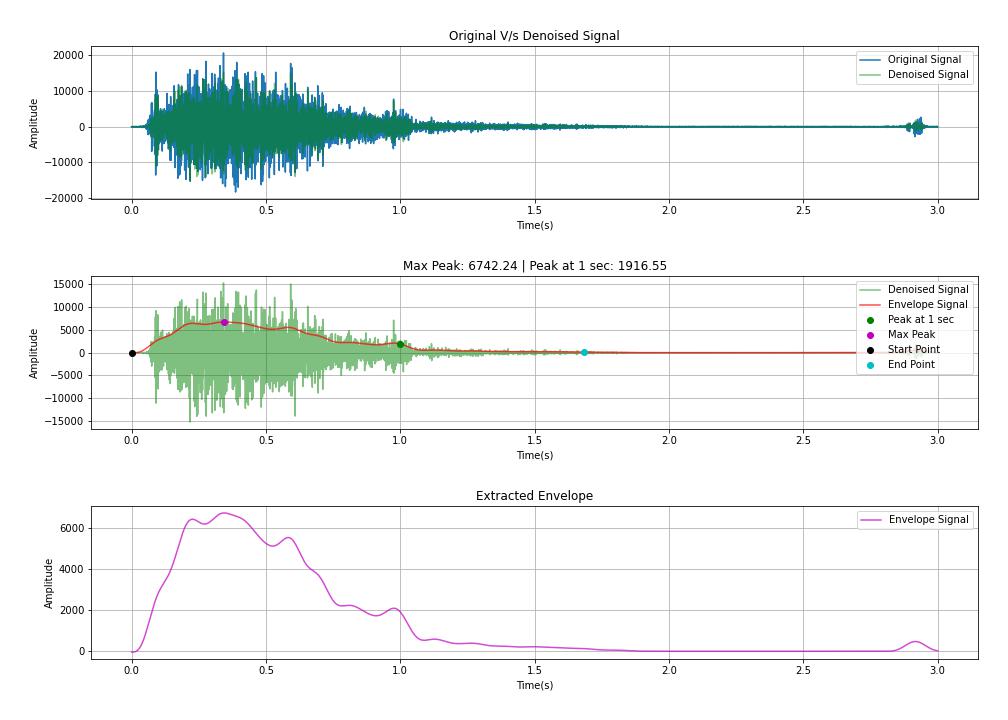 Original V/s Denoised Signal
20000
10000
0
−10000
−20000
Amplitude
Original Signal
Denoised Signal
0.0 0.5 1.0 1.5 2.0 2.5 3.0
Time(s)
Max Peak: 6742.24 | Peak at 1 sec: 1916.55
15000
10000
5000
0
−5000
−10000
−15000
Amplitude
Denoised Signal
Envelope Signal
Peak at 1 sec
Max Peak
Start Point
End Point
0.0 0.5 1.0 1.5 2.0 2.5 3.0
Time(s)
Extracted Envelope
6000
4000
2000
0
Amplitude
Envelope Signal
0.0 0.5 1.0 1.5 2.0 2.5 3.0
Time(s)